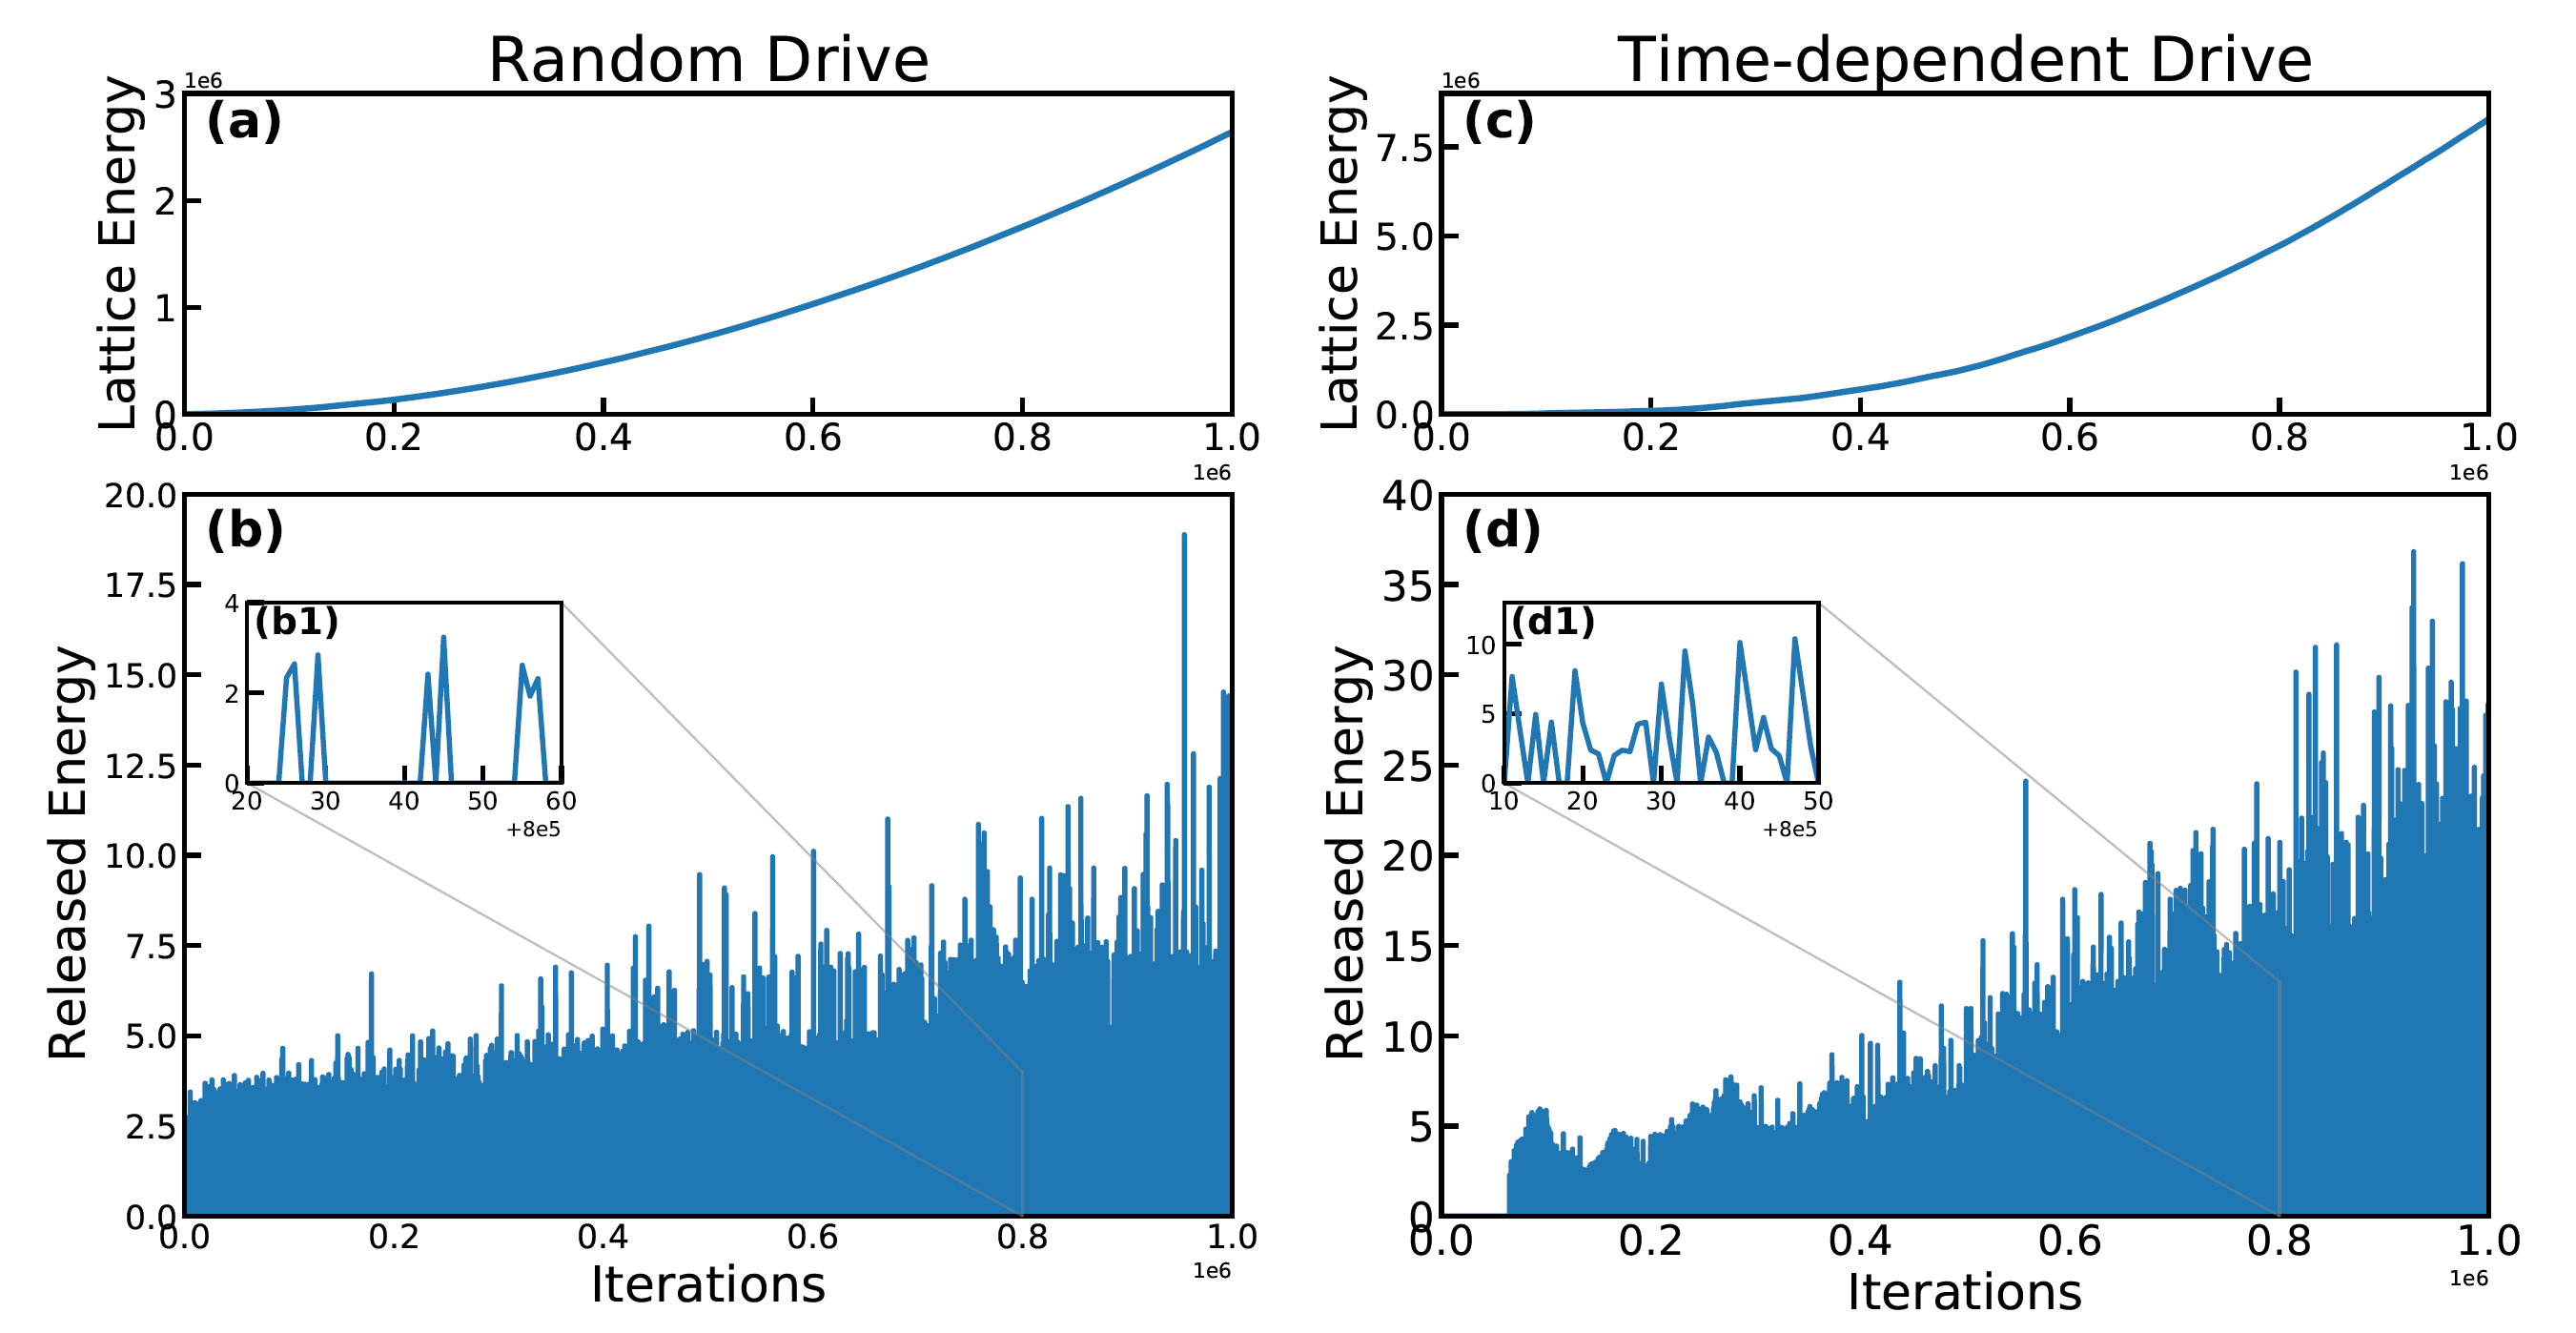 Random Drive
1e6
(a)
Lattice Energy
3
2
1
0
0.0 0.2 0.4 0.6 0.8 1.0
1e6
(b)
Released Energy
20.0
17.5
15.0
12.5
10.0
7.5
5.0
2.5
0.0
(b1)
4
2
0
20 30 40 50 60
+8e5
0.0 0.2 0.4 0.6 0.8 1.0
1e6
Iterations
Time-dependent Drive
1e6
(c)
Lattice Energy
7.5
5.0
2.5
0.0
0.0 0.2 0.4 0.6 0.8 1.0
1e6
(d)
Released Energy
40
35
30
25
20
15
10
5
0
(d1)
10
5
0
10 20 30 40 50
+8e5
0.0 0.2 0.4 0.6 0.8 1.0
1e6
Iterations